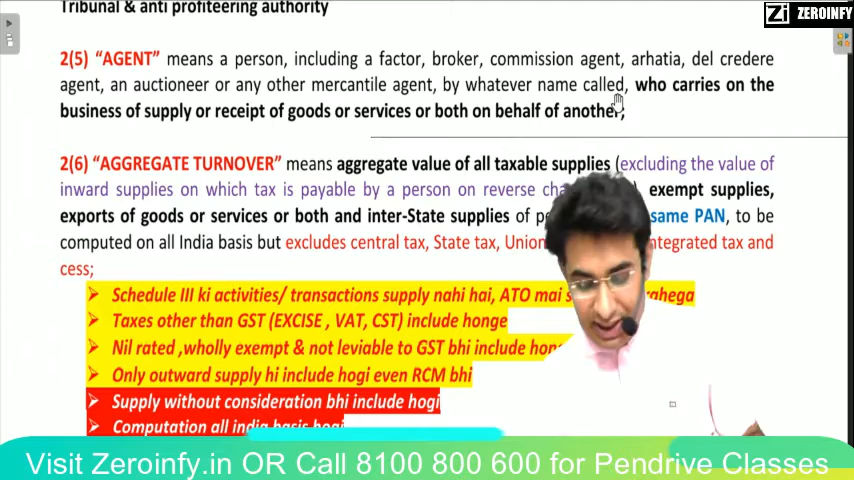 Tribunal & anti profiteering authority
Zi ZEROINFY
2(5) “AGENT” means a person, including a factor, broker, commission agent, arhatia, del credere
agent, an auctioneer or any other mercantile agent, by whatever name called, who carries on the
business of supply or receipt of goods or services or both on behalf of another;
2(6) “AGGREGATE TURNOVER” means aggregate value of all taxable supplies (excluding the value of
inward supplies on which tax is payable by a person on reverse exempt supplies,
exports of goods or services or both and inter-State supplies of same PAN, to be
computed on all India basis but excludes central tax, State tax, Union integrated tax and
cess;
➢ Schedule III ki activities/ transactions supply nahi hai, ATO mai
➢ Taxes other than GST (EXCISE , VAT, CST) include honge
➢ Nil rated ,wholly exempt & not leviable to GST bhi include
➢ Only outward supply hi include hogi even RCM bhi
➢ Supply without consideration bhi include hogi
➢ Computation all india basis hogi
Visit Zeroinfy.in OR Call 8100 800 600 for Pendrive Classes